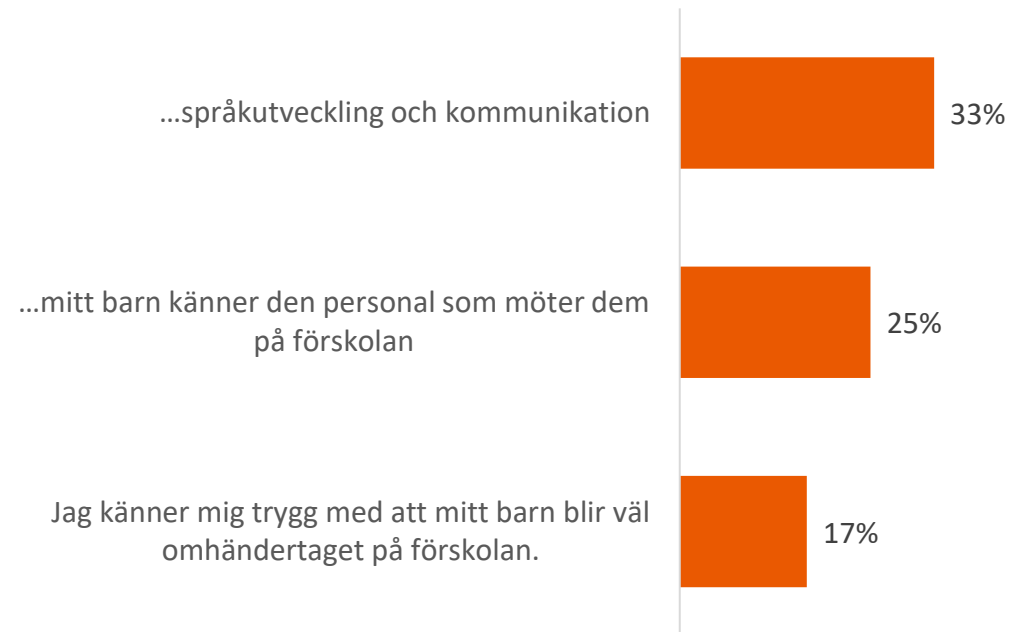 …språkutveckling och kommunikation
33%
…mitt barn känner den personal som möter dem
på förskolan
25%
Jag känner mig trygg med att mitt barn blir väl
omhändertaget på förskolan.
17%